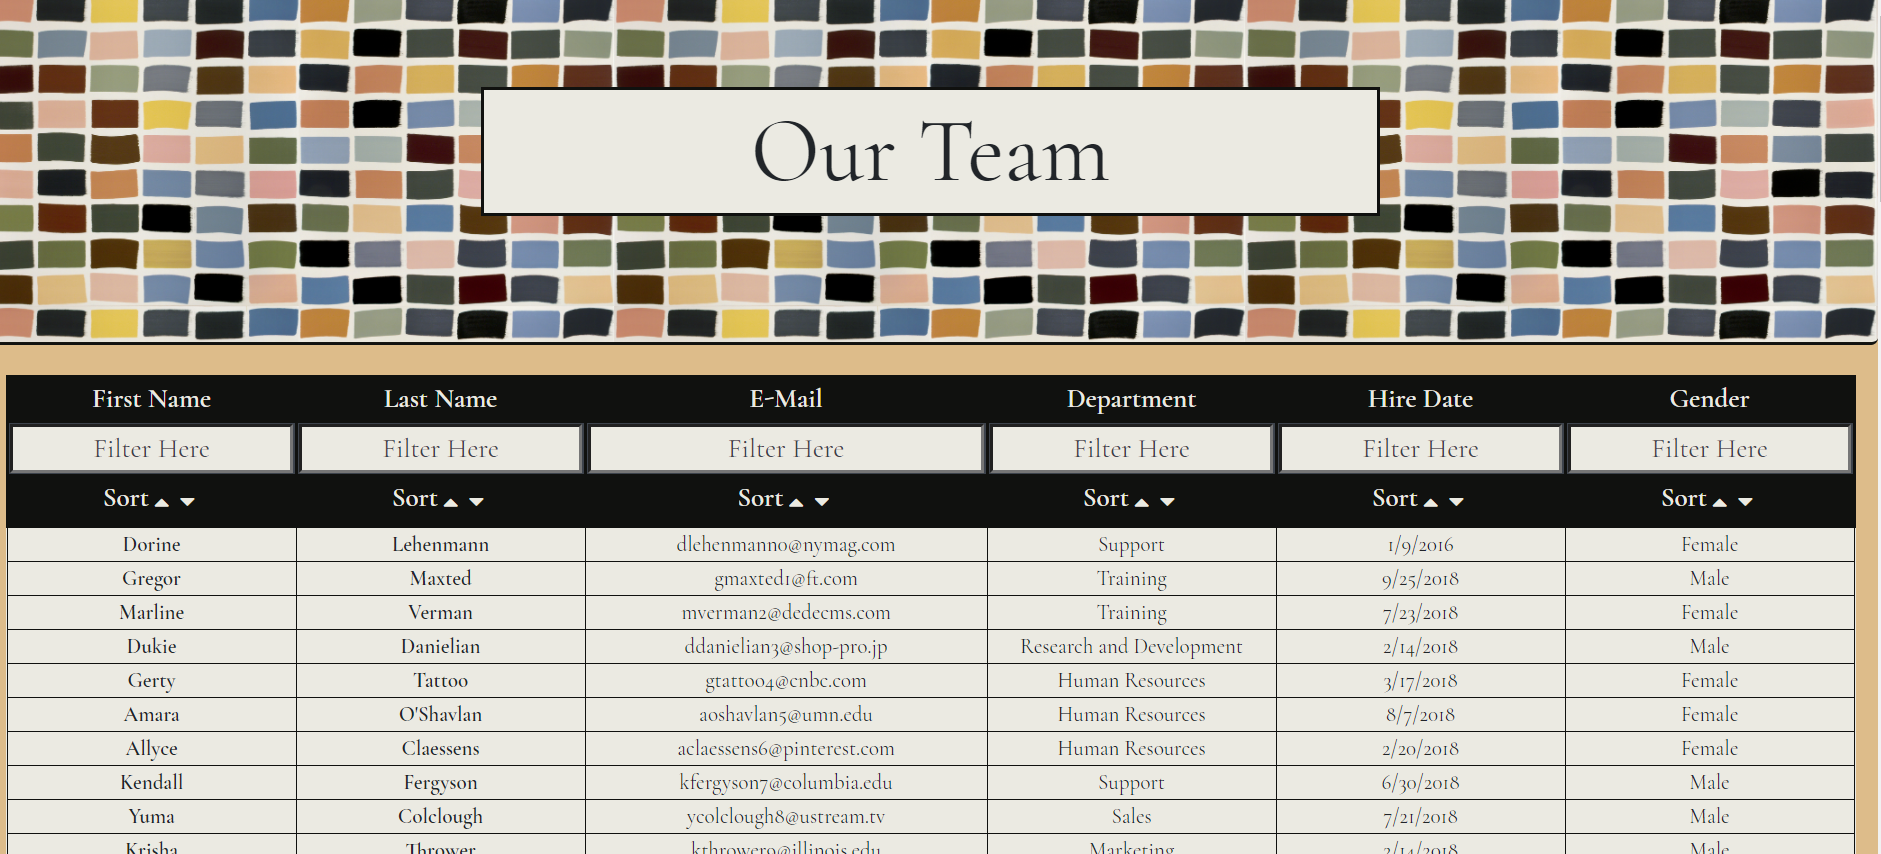 Our Team
First Name Last Name E-Mail Department Hire Date Gender
Filter Here Filter Here Filter Here Filter Here Filter Here Filter Here
Sort Sort Sort Sort Sort Sort
Dorine Lehenmann dlehenmann0@nymag.com Support 1/9/2016 Female
Gregor Maxted gmaxted1@ft.com Training 9/25/2018 Male
Marline Verman mverman2@dedecms.com Training 7/23/2018 Female
Dukie Danielian ddanielian3@shop-pro.jp Research and Development 2/14/2018 Male
Gerty Tattoo gtattoo4@cnbc.com Human Resources 3/17/2018 Female
Amara O'Shavlan aoshavlan5@umn.edu Human Resources 8/7/2018 Female
Allyce Claessens aclaessens6@pinterest.com Human Resources 2/20/2018 Female
Kendall Fergyson kfergyson7@columbia.edu Support 6/30/2018 Male
Yuma Colclough ycolclough8@ustream.tv Sales 7/21/2018 Male
Krisha Thrower kthrower9@illinois.edu Marketing 2/14/2018 Male